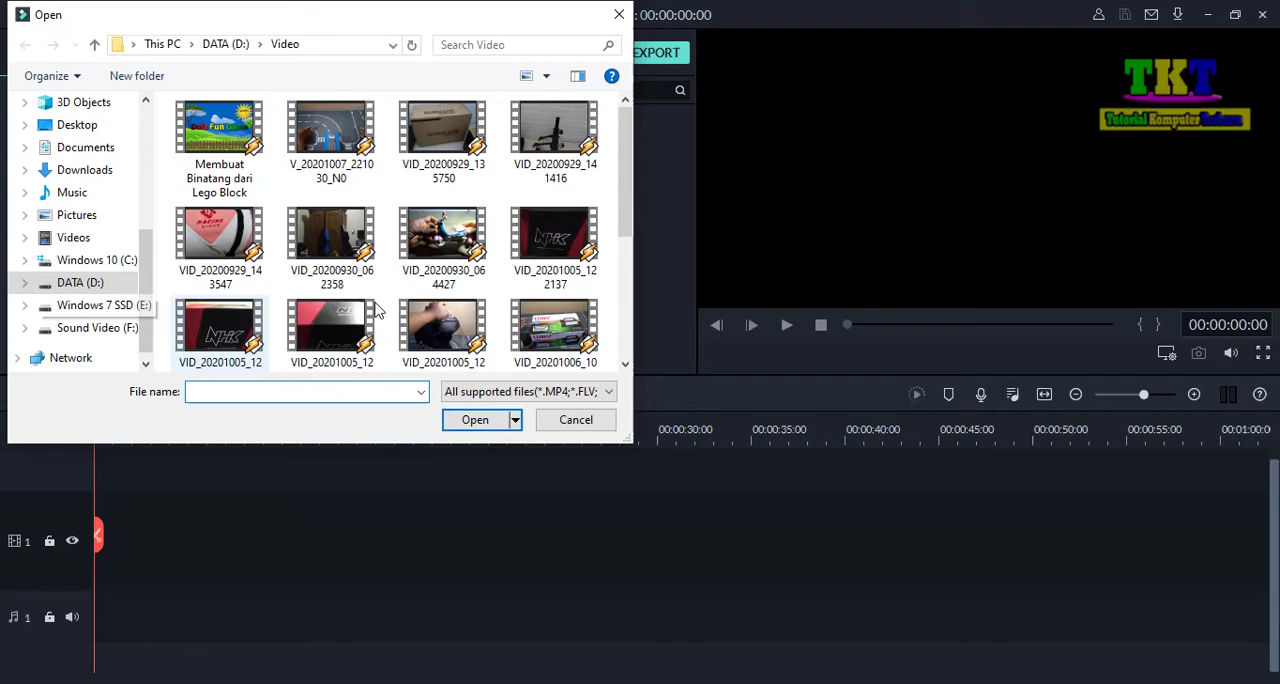 Open
: 00:00:00:00
This PC
DATA (D:)
Video
Search Video
EXPORT
Organize
New folder
3D Objects
Desktop
Documents
Downloads
Music
Pictures
Videos
Windows 10 (C:)
DATA (D:)
Windows 7 SSD (E:)
Sound Video (F:)
Network
Membuat
Binatang dari
Lego Block
V_20201007_2210
30_N0
VID_20200929_13
5750
VID_20200929_14
1416
VID_20200929_14
3547
VID_20200930_06
2358
VID_20200930_06
4427
VID_20201005_12
2137
VID_20201005_12
VID_20201005_12
VID_20201005_12
VID_20201006_10
File name:
All supported files(*.MP4;*.FLV;
Open
Cancel
TKT
Tutorial Komputer
00:00:00:00
00:00:30:00
00:00:35:00
00:00:40:00
00:00:45:00
00:00:50:00
00:00:55:00
00:01:00:0
1
1